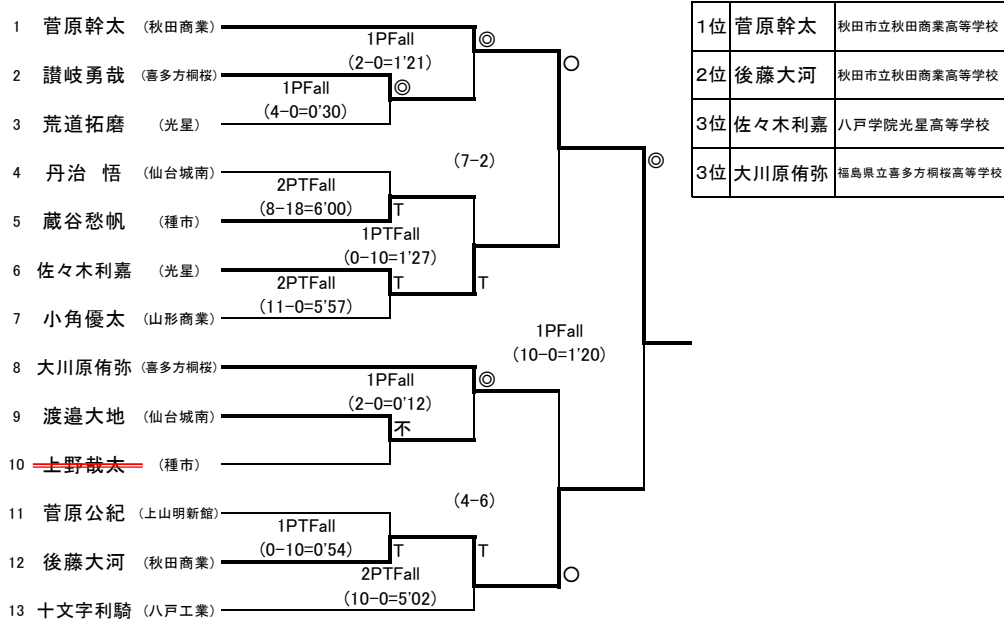 1 菅原幹太 (秋田商業)
1PFall
(2-0=1'21)
◎
2 讃岐勇哉 (喜多方桐桜)
1PFall
(4-0=0'30)
◎
○
3 荒道拓磨 (光星)
(7-2)
◎
4 丹治 悟 (仙台城南)
2PTFall
(8-18=6'00)
T
5 蔵谷愁帆 (種市)
1PTFall
(0-10=1'27)
6 佐々木利嘉 (光星)
2PTFall
(11-0=5'57)
T
T
7 小角優太 (山形商業)
1PFall
(10-0=1'20)
8 大川原侑弥 (喜多方桐桜)
1PFall
(2-0=0'12)
◎
9 渡邉大地 (仙台城南)
不
10 上野哉太 (種市)
(4-6)
11 菅原公紀 (上山明新館)
1PTFall
(0-10=0'54)
T
T
12 後藤大河 (秋田商業)
2PTFall
(10-0=5'02)
○
13 十文字利騎 (八戸工業)
1位 菅原幹太 秋田市立秋田商業高等学校
2位 後藤大河 秋田市立秋田商業高等学校
3位 佐々木利嘉 八戸学院光星高等学校
3位 大川原侑弥 福島県立喜多方桐桜高等学校